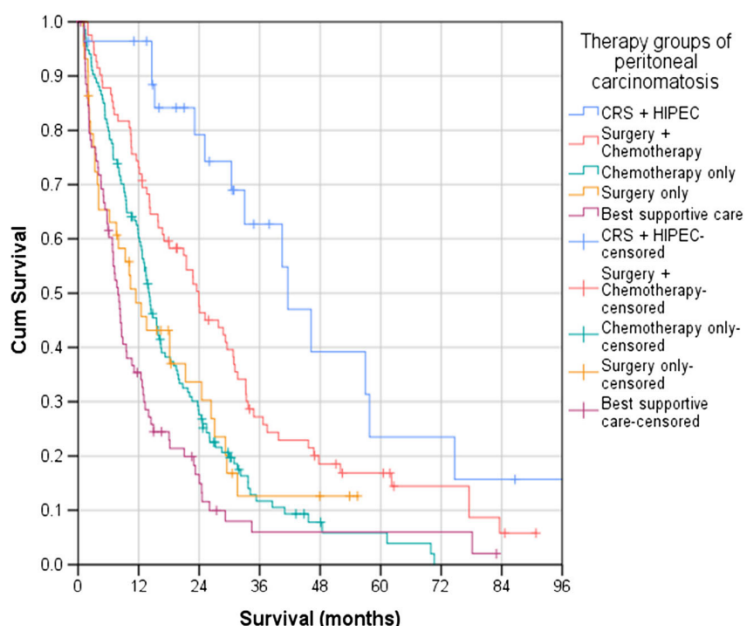 1.0
0.9
0.8
0.7
0.6
0.5
0.4
0.3
0.2
0.1
0.0
Cum Survival
0
12
24
36
48
60
72
84
96
Survival (months)
Therapy groups of
peritoneal
carcinomatosis
CRS + HIPEC
Surgery +
Chemotherapy
Chemotherapy only
Surgery only
Best supportive care
CRS + HIPEC-
censored
Surgery +
Chemotherapy-
censored
Chemotherapy only-
censored
Surgery only-
censored
Best supportive
care-censored